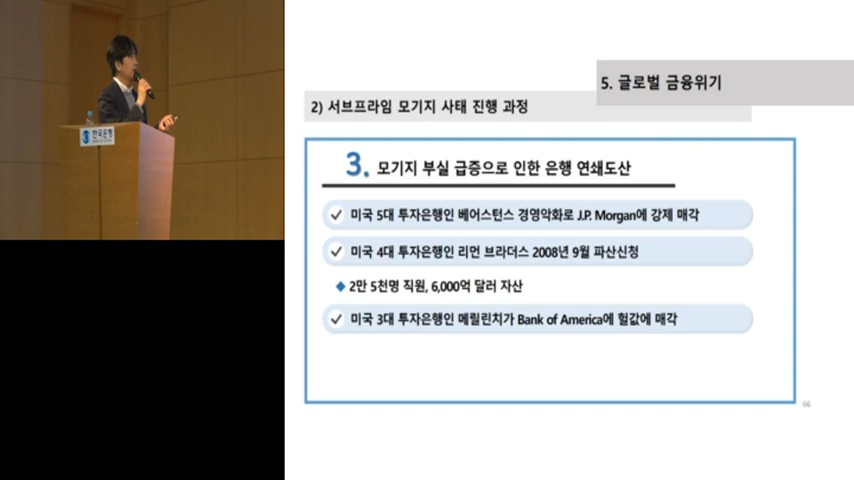 한국은행
5. 글로벌 금융위기
2) 서브프라임 모기지 사태 진행 과정
3. 모기지 부실 급증으로 인한 은행 연쇄도산
미국 5대 투자은행인 베어스턴스 경영악화로 J.P. Morgan에 강제 매각
미국 4대 투자은행인 리먼 브라더스 2008년 9월 파산신청
2만 5천명 직원, 6,000억 달러 자산
미국 3대 투자은행인 메릴린치가 Bank of America에 헐값에 매각
66